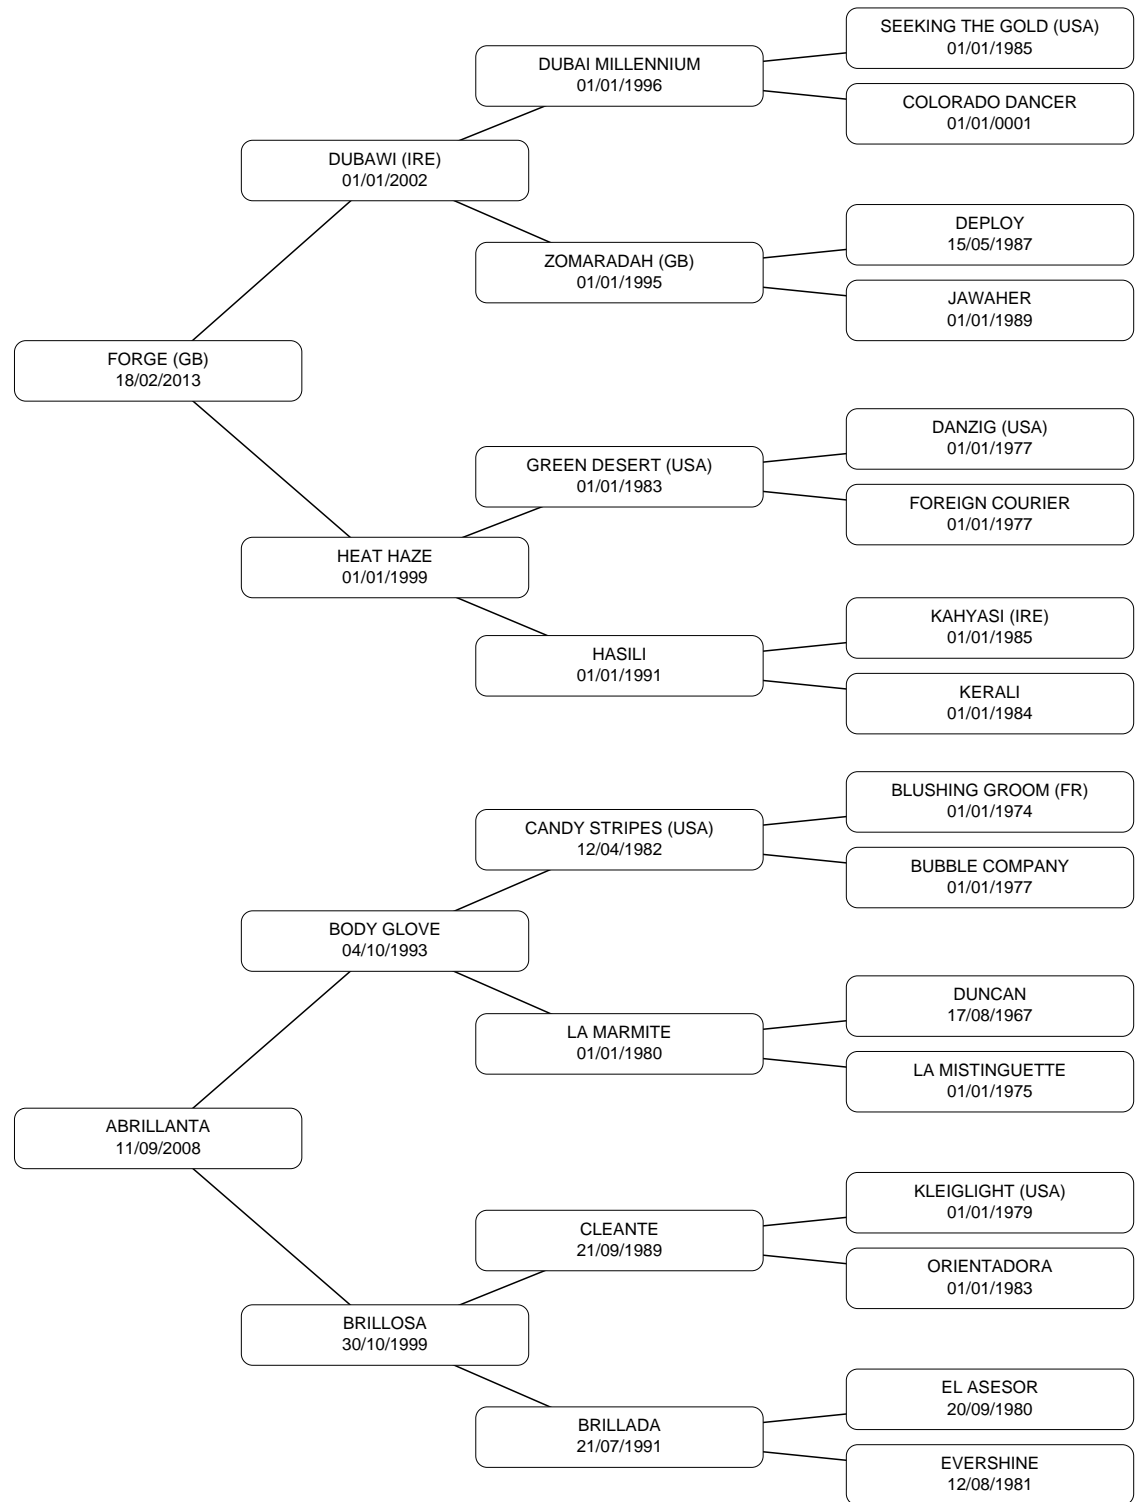 SEEKING THE GOLD (USA)
01/01/1985
DUBAI MILLENNIUM
01/01/1996
COLORADO DANCER
01/01/0001
DUBAWI (IRE)
01/01/2002
DEPLOY
15/05/1987
ZOMARADAH (GB)
01/01/1995
JAWAHER
01/01/1989
FORGE (GB)
18/02/2013
DANZIG (USA)
01/01/1977
GREEN DESERT (USA)
01/01/1983
FOREIGN COURIER
01/01/1977
HEAT HAZE
01/01/1999
KAHYASI (IRE)
01/01/1985
HASILI
01/01/1991
KERALI
01/01/1984
BLUSHING GROOM (FR)
01/01/1974
CANDY STRIPES (USA)
12/04/1982
BUBBLE COMPANY
01/01/1977
BODY GLOVE
04/10/1993
DUNCAN
17/08/1967
LA MARMITE
01/01/1980
LA MISTINGUETTE
01/01/1975
ABRILLANTA
11/09/2008
KLEIGLIGHT (USA)
01/01/1979
CLEANTE
21/09/1989
ORIENTADORA
01/01/1983
BRILLOSA
30/10/1999
EL ASESOR
20/09/1980
BRILLADA
21/07/1991
EVERSHINE
12/08/1981